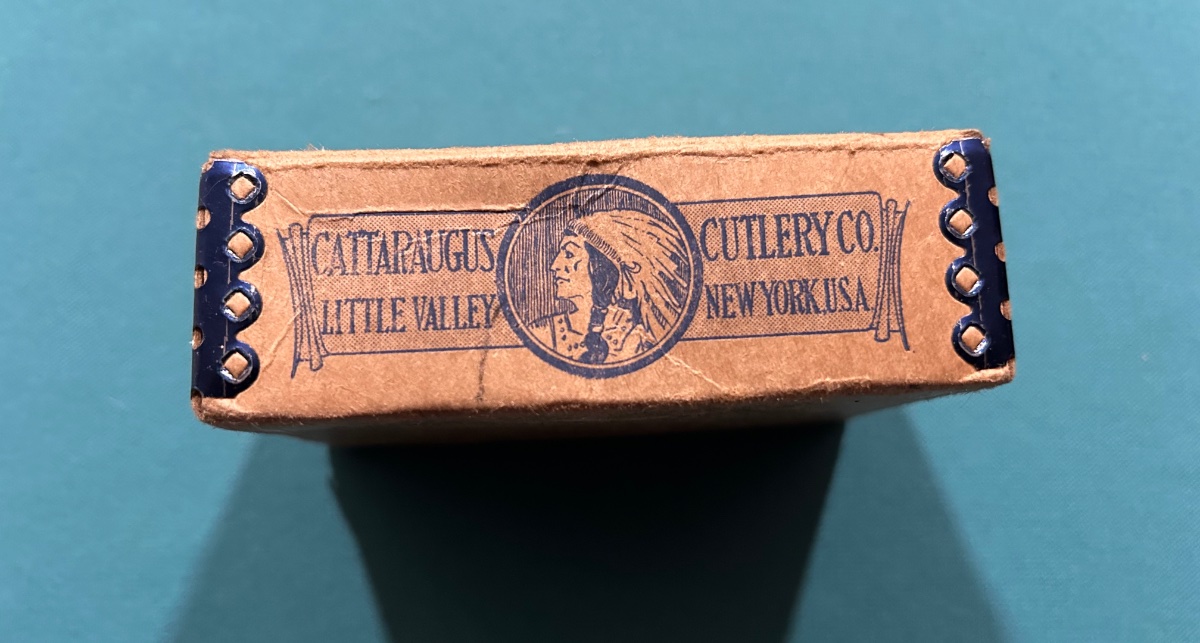 CATTARAUGUS CUTLERY CO.
LITTLE VALLEY NEW YORK, U.S.A.